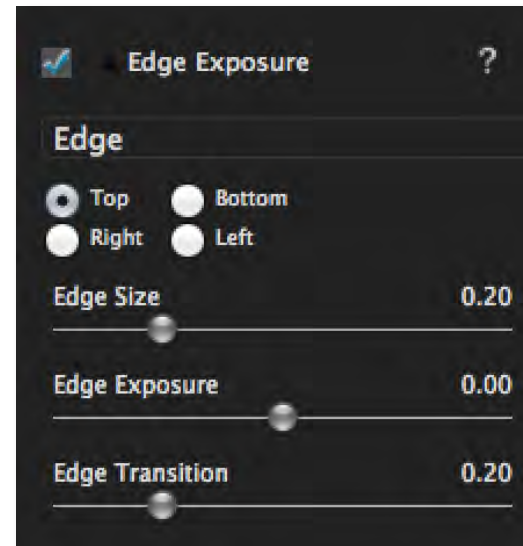 Edge Exposure ?
Edge
Top Bottom
Right Left
Edge Size 0.20
Edge Exposure 0.00
Edge Transition 0.20